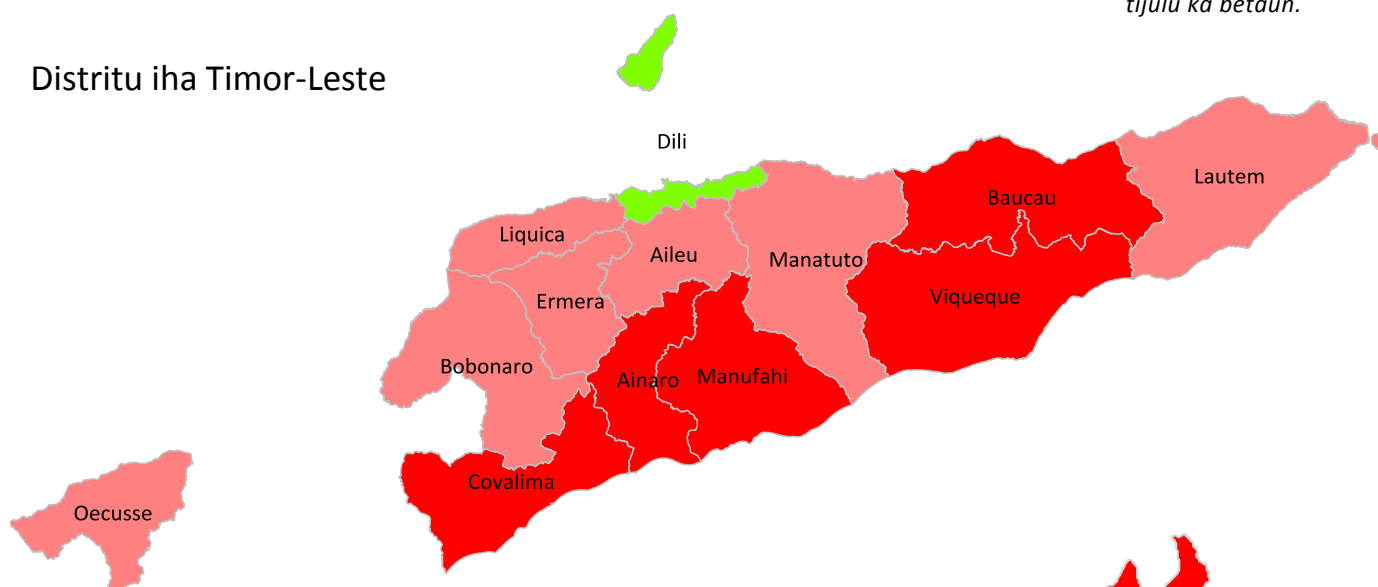 tijulu ka betaun.
Distritu iha Timor-Leste
Dili
Lautem
Baucau
Liquica
Aileu
Manatuto
Viqueque
Ermera
Bobonaro
Ainaro
Manufahi
Covalima
Oecusse